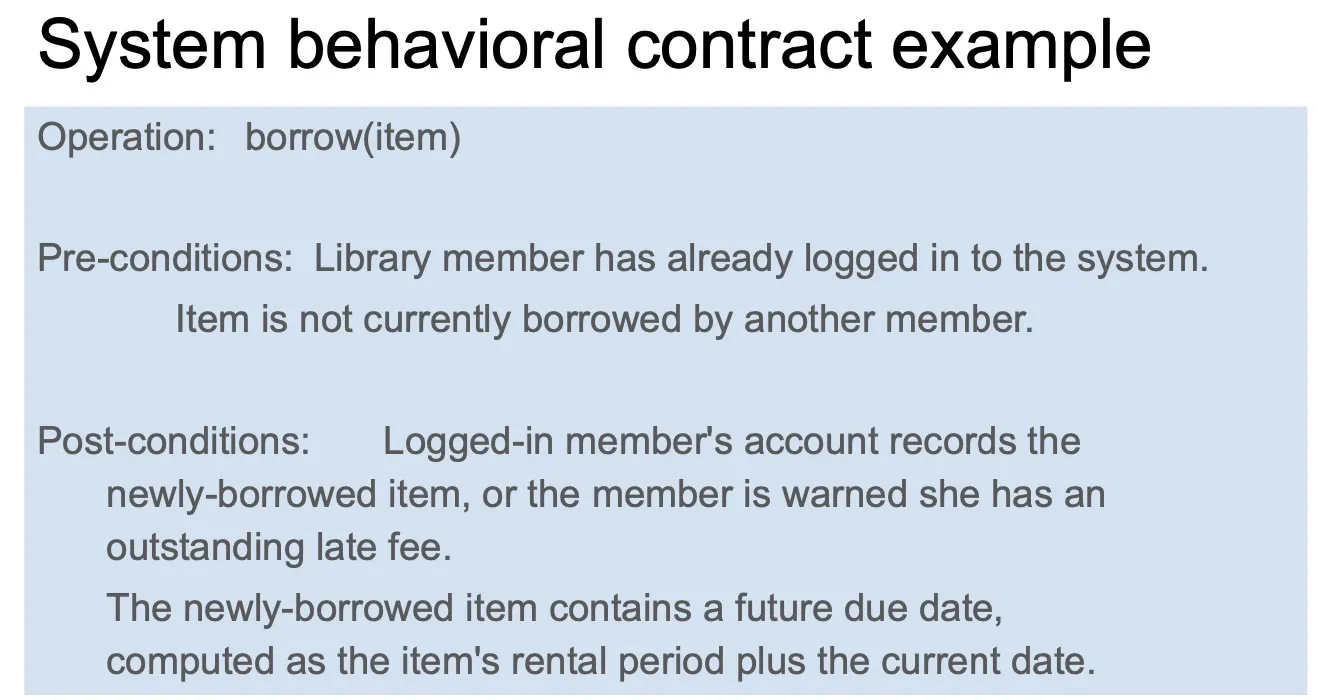 System behavioral contract example
Operation: borrow(item)
Pre-conditions: Library member has already logged in to the system.
Item is not currently borrowed by another member.
Post-conditions: Logged-in member's account records the
newly-borrowed item, or the member is warned she has an
outstanding late fee.
The newly-borrowed item contains a future due date,
computed as the item's rental period plus the current date.